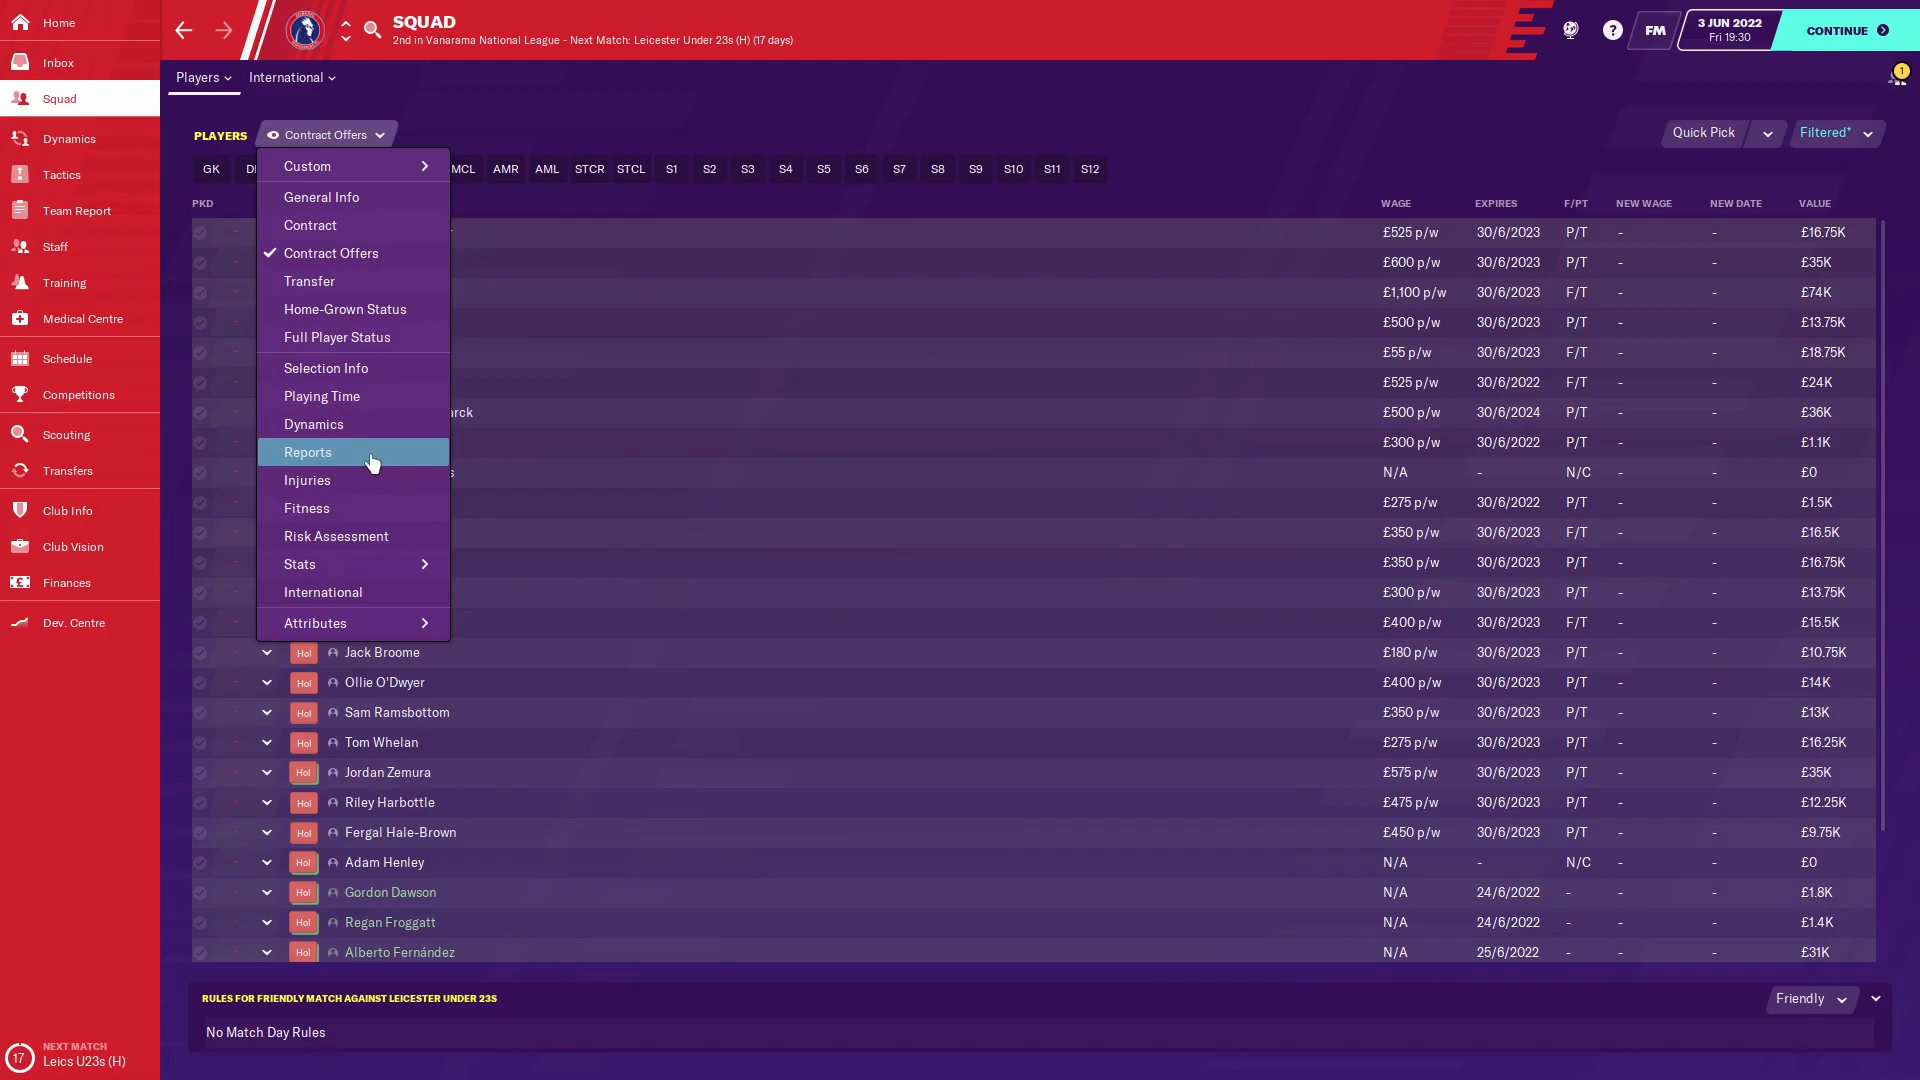 Home
Inbox
Squad
Dynamics
Tactics
Team Report
Staff
Training
Medical Centre
Schedule
Competitions
Scouting
Transfers
Club Info
Club Vision
Finances
Dev. Centre
17
NEXT MATCH
Leics U23s (H)
SQUAD
2nd in Vanarama National League - Next Match: Leicester Under 23s (H) (17 days)
?
FM
3 JUN 2022
Fri 19:30
CONTINUE
Players
International
1
PLAYERS
Contract Offers
Quick Pick
Filtered*
Custom
General Info
Contract
Contract Offers
Transfer
Home-Grown Status
Full Player Status
Selection Info
Playing Time
Dynamics
Reports
Injuries
Fitness
Risk Assessment
Stats
International
Attributes
GK MCL AMR AML STCR STCL S1 S2 S3 S4 S5 S6 S7 S8 S9 S10 S11 S12
PKD WAGE EXPIRES F/PT NEW WAGE NEW DATE VALUE
£525 p/w 30/6/2023 P/T - - £16.75K
£600 p/w 30/6/2023 P/T - - £35K
£1,100 p/w 30/6/2023 F/T - - £74K
£500 p/w 30/6/2023 P/T - - £13.75K
£55 p/w 30/6/2023 F/T - - £18.75K
£525 p/w 30/6/2022 F/T - - £24K
arck £500 p/w 30/6/2024 P/T - - £36K
£300 p/w 30/6/2022 P/T - - £1.1K
s N/A - N/C - - £0
£275 p/w 30/6/2022 P/T - - £1.5K
£350 p/w 30/6/2023 F/T - - £16.5K
£350 p/w 30/6/2023 P/T - - £16.75K
£300 p/w 30/6/2023 P/T - - £13.75K
£400 p/w 30/6/2023 F/T - - £15.5K
Hol Jack Broome £180 p/w 30/6/2023 P/T - - £10.75K
Hol Ollie O'Dwyer £400 p/w 30/6/2023 P/T - - £14K
Hol Sam Ramsbottom £350 p/w 30/6/2023 P/T - - £13K
Hol Tom Whelan £275 p/w 30/6/2023 P/T - - £16.25K
Hol Jordan Zemura £575 p/w 30/6/2023 P/T - - £35K
Hol Riley Harbottle £475 p/w 30/6/2023 P/T - - £12.25K
Hol Fergal Hale-Brown £450 p/w 30/6/2023 P/T - - £9.75K
Hol Adam Henley N/A - N/C - - £0
Hol Gordon Dawson N/A 24/6/2022 - - - £1.8K
Hol Regan Froggatt N/A 24/6/2022 - - - £1.4K
Hol Alberto Fernández N/A 25/6/2022 - - - £31K
RULES FOR FRIENDLY MATCH AGAINST LEICESTER UNDER 23S
Friendly
No Match Day Rules